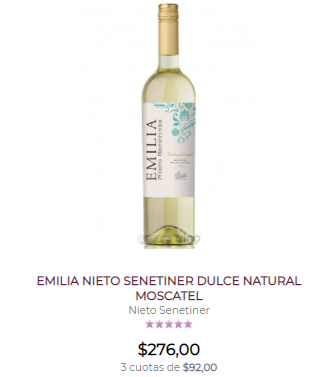 EMILIA
NIETO SENETINER
EMILIA NIETO SENETINER DULCE NATURAL
MOSCATEL
Nieto Senetiner
$276,00
3 cuotas de $92,00